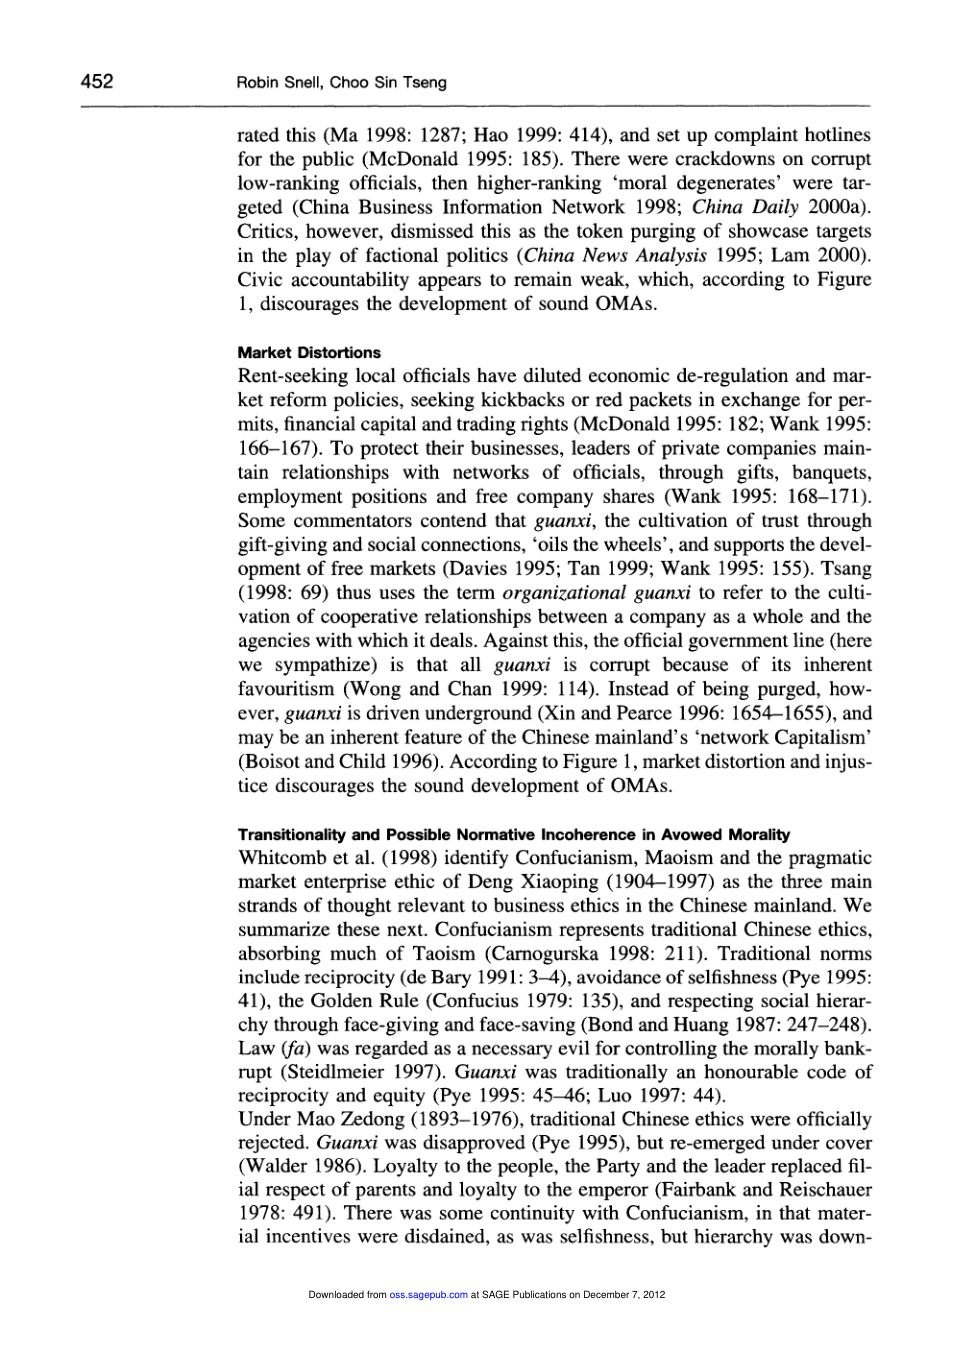 452
Robin Snell, Choo Sin Tseng
rated this (Ma 1998: 1287; Hao 1999: 414), and set up complaint hotlines
for the public (McDonald 1995: 185). There were crackdowns on corrupt
low-ranking officials, then higher-ranking ‘moral degenerates’ were tar-
geted (China Business Information Network 1998; China Daily 2000a).
Critics, however, dismissed this as the token purging of showcase targets
in the play of factional politics (China News Analysis 1995; Lam 2000).
Civic accountability appears to remain weak, which, according to Figure
1, discourages the development of sound OMAs.
Market Distortions
Rent-seeking local officials have diluted economic de-regulation and mar-
ket reform policies, seeking kickbacks or red packets in exchange for per-
mits, financial capital and trading rights (McDonald 1995: 182; Wank 1995:
166–167). To protect their businesses, leaders of private companies main-
tain relationships with networks of officials, through gifts, banquets,
employment positions and free company shares (Wank 1995: 168–171).
Some commentators contend that guanxi, the cultivation of trust through
gift-giving and social connections, ‘oils the wheels’, and supports the devel-
opment of free markets (Davies 1995; Tan 1999; Wank 1995: 155). Tsang
(1998: 69) thus uses the term organizational guanxi to refer to the culti-
vation of cooperative relationships between a company as a whole and the
agencies with which it deals. Against this, the official government line (here
we sympathize) is that all guanxi is corrupt because of its inherent
favouritism (Wong and Chan 1999: 114). Instead of being purged, how-
ever, guanxi is driven underground (Xin and Pearce 1996: 1654–1655), and
may be an inherent feature of the Chinese mainland’s ‘network Capitalism’
(Boisot and Child 1996). According to Figure 1, market distortion and injus-
tice discourages the sound development of OMAs.
Transitionality and Possible Normative Incoherence in Avowed Morality
Whitcomb et al. (1998) identify Confucianism, Maoism and the pragmatic
market enterprise ethic of Deng Xiaoping (1904–1997) as the three main
strands of thought relevant to business ethics in the Chinese mainland. We
summarize these next. Confucianism represents traditional Chinese ethics,
absorbing much of Taoism (Carnogurska 1998: 211). Traditional norms
include reciprocity (de Bary 1991: 3–4), avoidance of selfishness (Pye 1995:
41), the Golden Rule (Confucius 1979: 135), and respecting social hierar-
chy through face-giving and face-saving (Bond and Huang 1987: 247–248).
Law (fa) was regarded as a necessary evil for controlling the morally bank-
rupt (Steidlmeier 1997). Guanxi was traditionally an honourable code of
reciprocity and equity (Pye 1995: 45–46; Luo 1997: 44).
Under Mao Zedong (1893–1976), traditional Chinese ethics were officially
rejected. Guanxi was disapproved (Pye 1995), but re-emerged under cover
(Walder 1986). Loyalty to the people, the Party and the leader replaced fil-
ial respect of parents and loyalty to the emperor (Fairbank and Reischauer
1978: 491). There was some continuity with Confucianism, in that mater-
ial incentives were disdained, as was selfishness, but hierarchy was down-
Downloaded from oss.sagepub.com at SAGE Publications on December 7, 2012